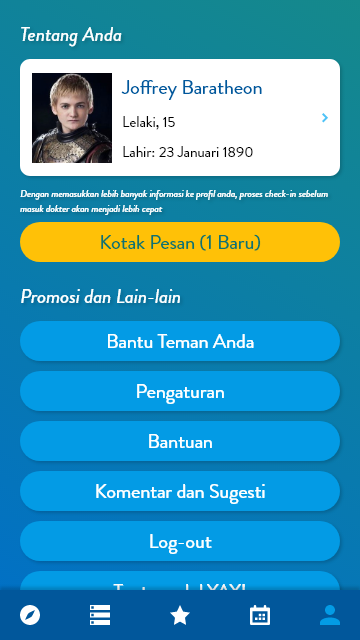 Tentang Anda
Joffrey Baratheon
Lelaki, 15
Lahir: 23 Januari 1890
Dengan memasukkan lebih banyak informasi ke profil anda, proses check-in sebelum
masuk dokter akan menjadi lebih cepat
Kotak Pesan (1 Baru)
Promosi dan Lain-lain
Bantu Teman Anda
Pengaturan
Bantuan
Komentar dan Sugesti
Log-out